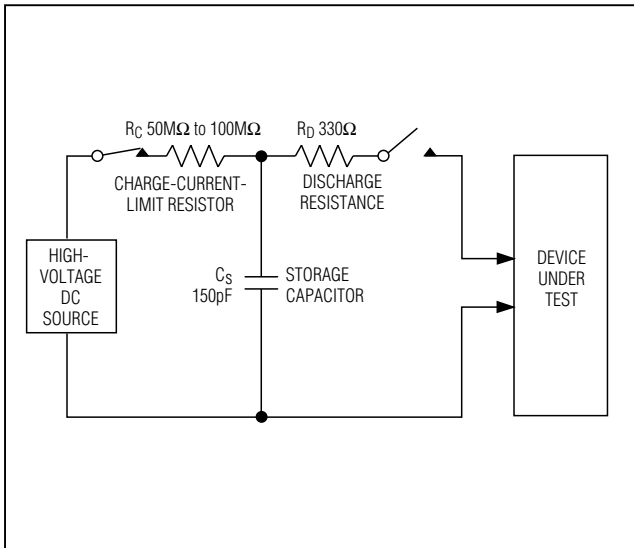 R_C 50MΩ to 100MΩ
CHARGE-CURRENT-
LIMIT RESISTOR
R_D 330Ω
DISCHARGE
RESISTANCE
HIGH-
VOLTAGE
DC
SOURCE
C_S
150pF
STORAGE
CAPACITOR
DEVICE
UNDER
TEST